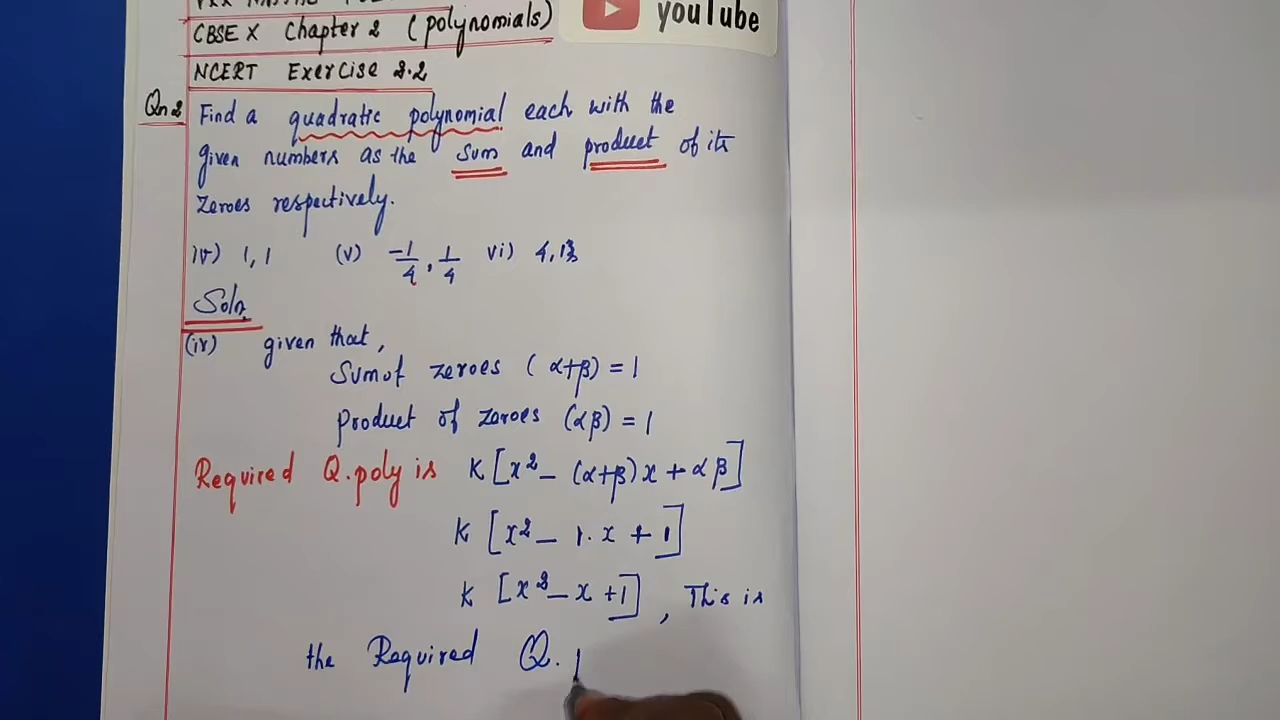 youTube
CBSE X Chapter 2 (polynomials)
NCERT Exercise 2.2
Qn 2 Find a quadratic polynomial each with the
given numbers as the sum and product of its
zeroes respectively.
iv) 1, 1 (v) -1/4, 1/4 vi) 4, 1
Soln
(iv) given that,
Sum of zeroes (α+β) = 1
product of zeroes (αβ) = 1
Required Q.poly is K[x² - (α+β)x + αβ]
K [x² - 1. x + 1]
K [x² - x + 1], This is
the Required Q.